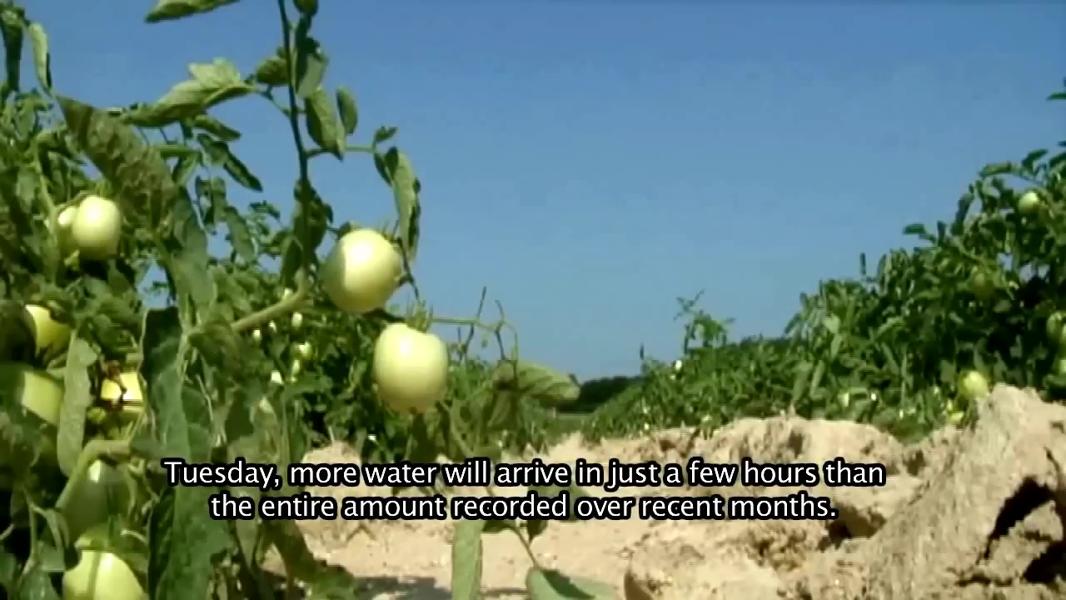 Tuesday, more water will arrive in just a few hours than
the entire amount recorded over recent months.